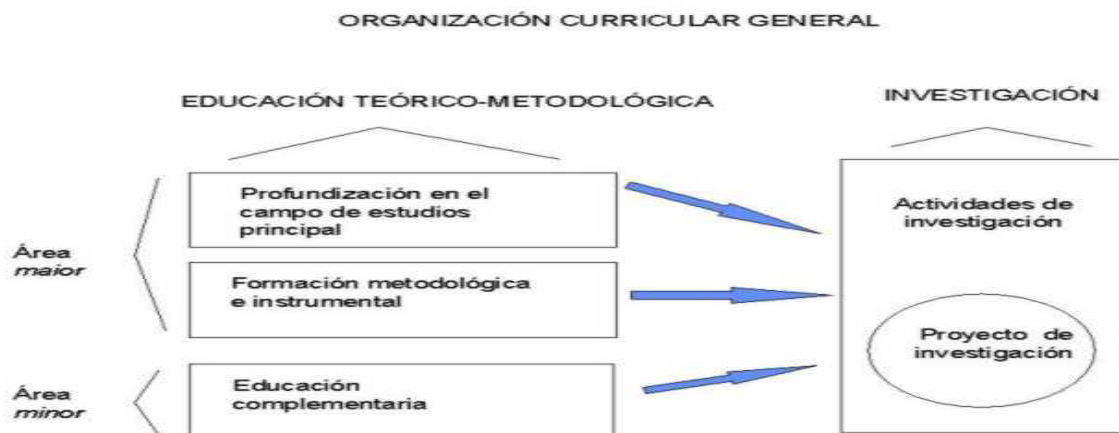 ORGANIZACIÓN CURRICULAR GENERAL
EDUCACIÓN TEÓRICO-METODOLÓGICA
INVESTIGACIÓN
Área
maior
Profundización en el
campo de estudios
principal
Formación metodológica
e instrumental
Área
minor
Educación
complementaria
Actividades de
investigación
Proyecto de
investigación